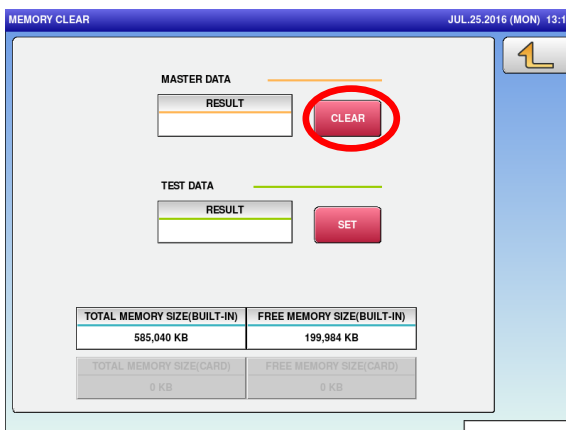 MEMORY CLEAR JUL.25.2016 (MON) 13:1
MASTER DATA
RESULT
CLEAR
TEST DATA
RESULT
SET
TOTAL MEMORY SIZE(BUILT-IN) FREE MEMORY SIZE(BUILT-IN)
585,040 KB 199,984 KB
TOTAL MEMORY SIZE(CARD) FREE MEMORY SIZE(CARD)
0 KB 0 KB